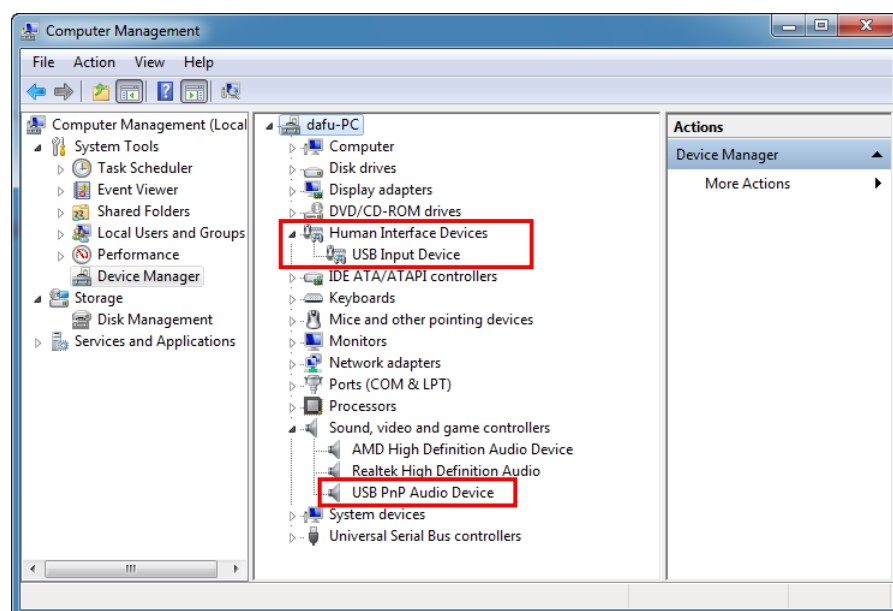 Computer Management
File Action View Help
Computer Management (Local
System Tools
Task Scheduler
Event Viewer
Shared Folders
Local Users and Groups
Performance
Device Manager
Storage
Disk Management
Services and Applications
dafu-PC
Computer
Disk drives
Display adapters
DVD/CD-ROM drives
Human Interface Devices
USB Input Device
IDE ATA/ATAPI controllers
Keyboards
Mice and other pointing devices
Monitors
Network adapters
Ports (COM & LPT)
Processors
Sound, video and game controllers
AMD High Definition Audio Device
Realtek High Definition Audio
USB PnP Audio Device
System devices
Universal Serial Bus controllers
Actions
Device Manager
More Actions